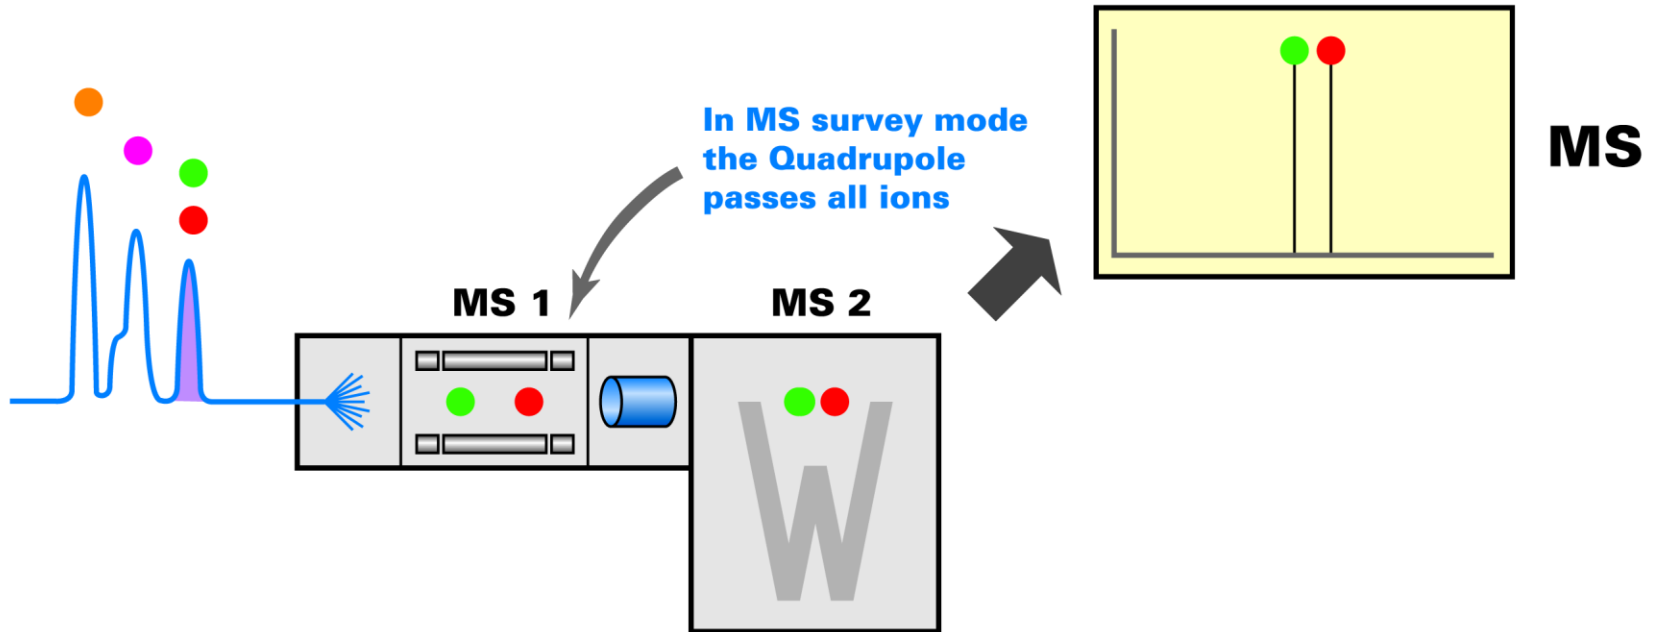 In MS survey mode
the Quadrupole
passes all ions
MS
MS 1
MS 2
W